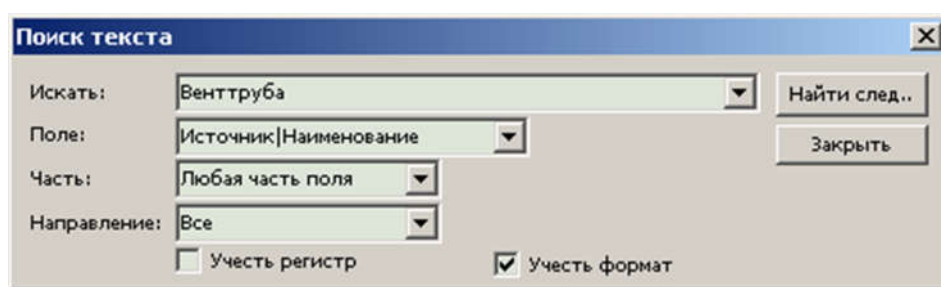 Поиск текста
Искать: Венттруба Найти след..
Поле: Источник|Наименование Закрыть
Часть: Любая часть поля
Направление: Все
Учесть регистр Учесть формат